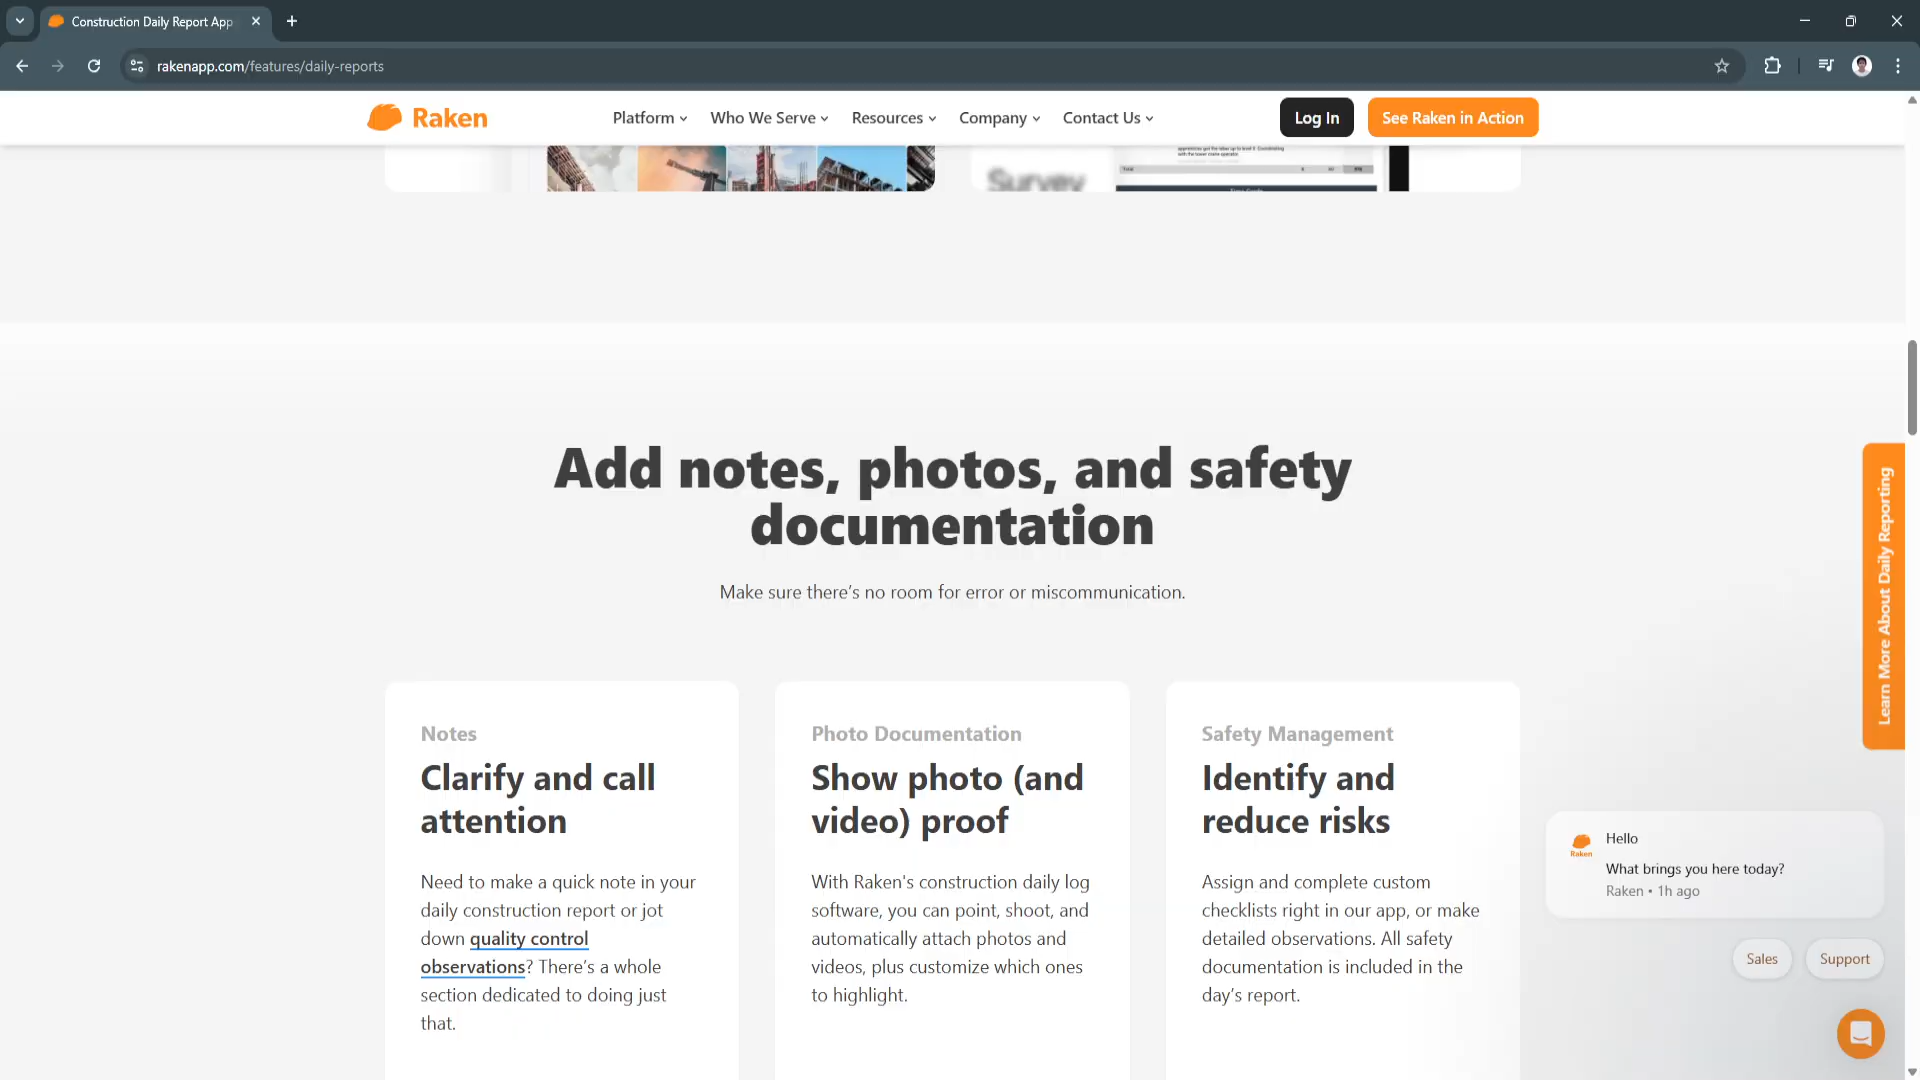 Construction Daily Report App
rakenapp.com/features/daily-reports
Raken
Platform
Who We Serve
Resources
Company
Contact Us
Log In
See Raken in Action
Survey
Add notes, photos, and safety
documentation
Make sure there’s no room for error or miscommunication.
Notes
Clarify and call
attention
Need to make a quick note in your
daily construction report or jot
down quality control
observations? There’s a whole
section dedicated to doing just
that.
Photo Documentation
Show photo (and
video) proof
With Raken's construction daily log
software, you can point, shoot, and
automatically attach photos and
videos, plus customize which ones
to highlight.
Safety Management
Identify and
reduce risks
Assign and complete custom
checklists right in our app, or make
detailed observations. All safety
documentation is included in the
day’s report.
Learn More About Daily Reporting
Raken
Hello
What brings you here today?
Raken • 1h ago
Sales
Support